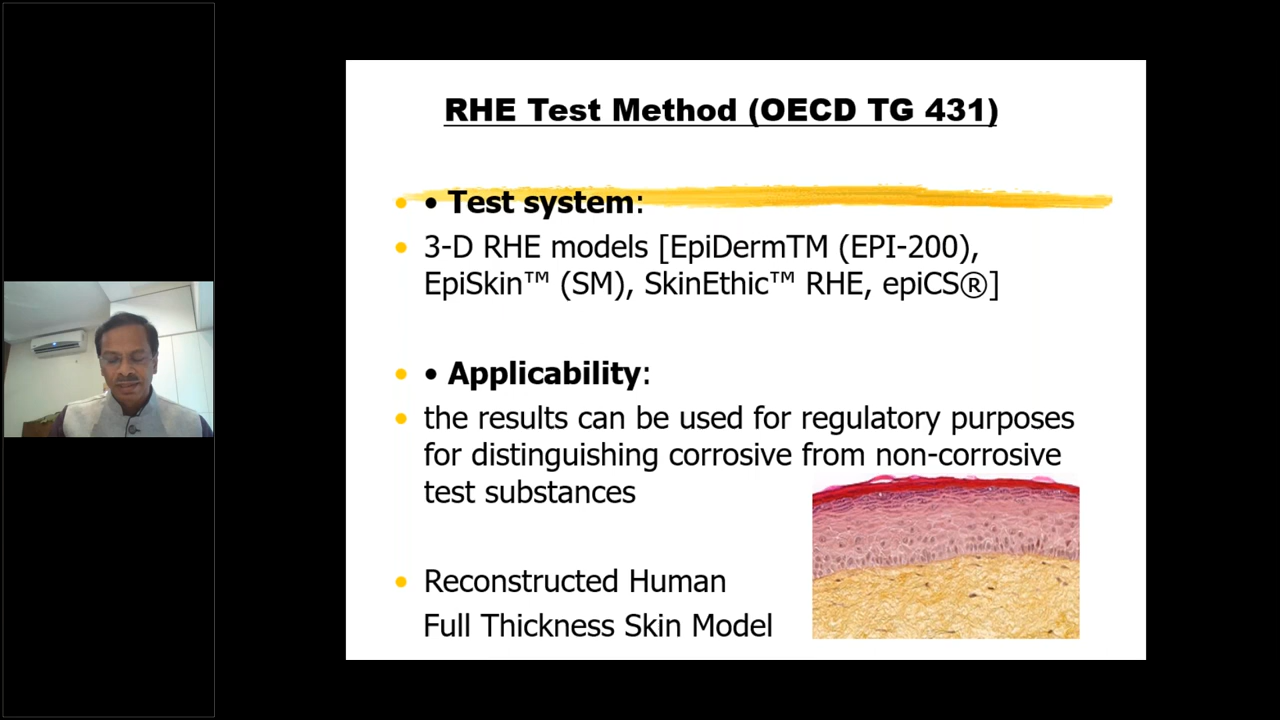 RHE Test Method (OECD TG 431)
• • Test system:
• 3-D RHE models [EpiDermTM (EPI-200),
EpiSkin™ (SM), SkinEthic™ RHE, epiCS®]
• • Applicability:
• the results can be used for regulatory purposes
for distinguishing corrosive from non-corrosive
test substances
• Reconstructed Human
Full Thickness Skin Model